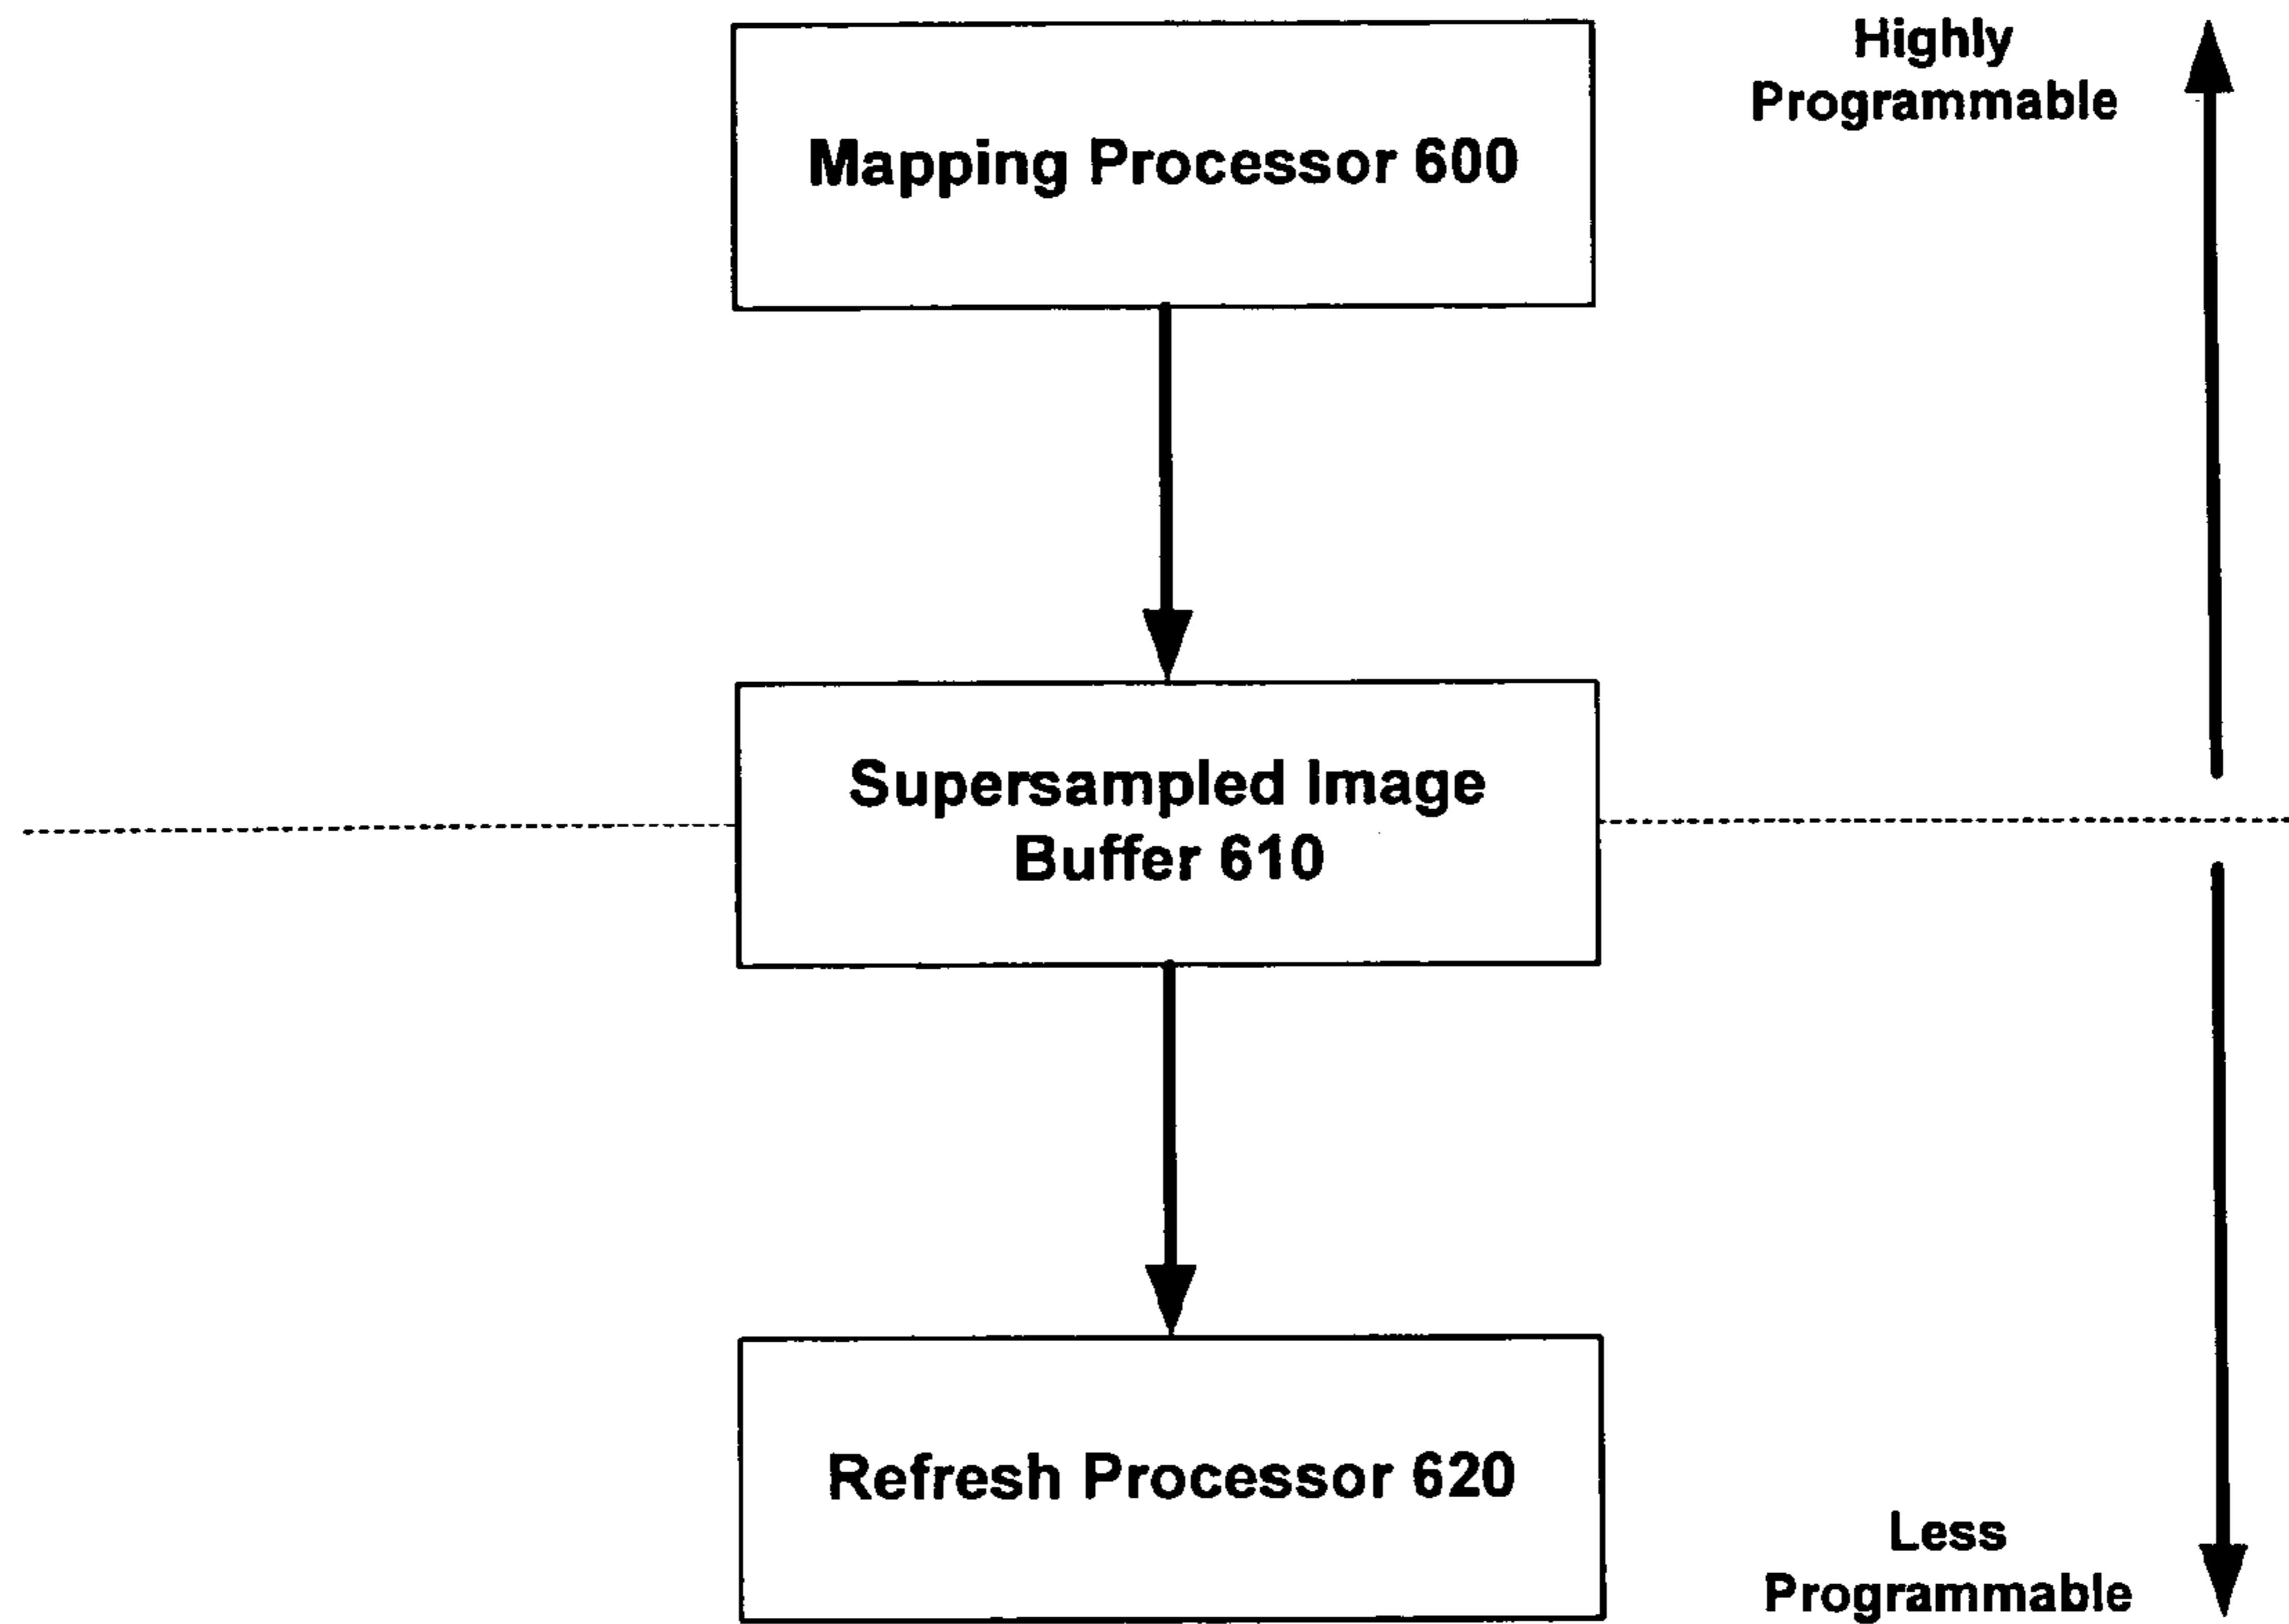 Highly
Programmable
Mapping Processor 600
Supersampled Image
Buffer 610
Refresh Processor 620
Less
Programmable